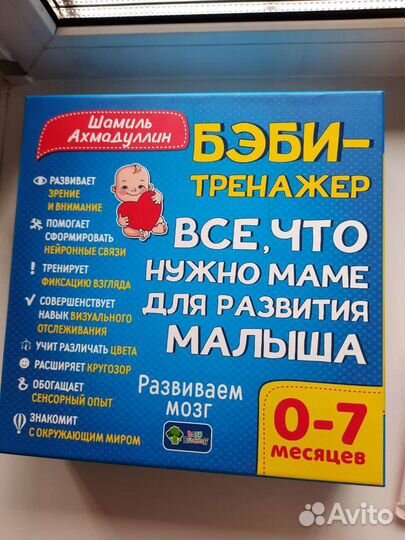 Шамиль
Ахмадуллин
БЭБИ-
ТРЕНАЖЕР
ВСЕ, ЧТО
НУЖНО МАМЕ
ДЛЯ РАЗВИТИЯ
МАЛЫША
РАЗВИВАЕТ
ЗРЕНИЕ
И ВНИМАНИЕ
ПОМОГАЕТ
СФОРМИРОВАТЬ
НЕЙРОННЫЕ СВЯЗИ
ТРЕНИРУЕТ
ФИКСАЦИЮ ВЗГЛЯДА
СОВЕРШЕНСТВУЕТ
НАВЫК ВИЗУАЛЬНОГО
ОТСЛЕЖИВАНИЯ
УЧИТ РАЗЛИЧАТЬ ЦВЕТА
РАСШИРЯЕТ КРУГОЗОР
ОБОГАЩАЕТ
СЕНСОРНЫЙ ОПЫТ
ЗНАКОМИТ
С ОКРУЖАЮЩИМ МИРОМ
Развиваем
мозг
0-7
месяцев
Avito